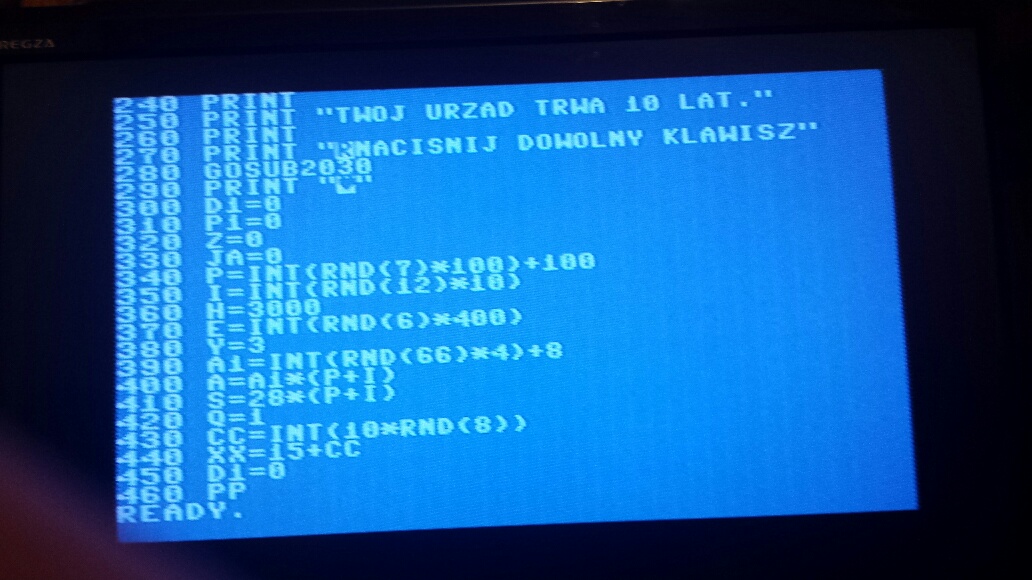 REGZA
240 PRINT
250 PRINT "TWOJ URZAD TRWA 10 LAT."
260 PRINT
270 PRINT "NACISNIJ DOWOLNY KLAWISZ"
280 GOSUB2030
290 PRINT ""
300 D1=0
310 P1=0
320 Z=0
330 JA=0
340 P=INT(RND(7)*100)+100
350 I=INT(RND(12)*10)
360 H=3000
370 E=INT(RND(6)*400)
380 Y=3
390 A1=INT(RND(66)*4)+8
400 A=A1*(P+I)
410 S=28*(P+I)
420 Q=1
430 CC=INT(10*RND(8))
440 XX=15+CC
450 D1=0
460 PP
READY.